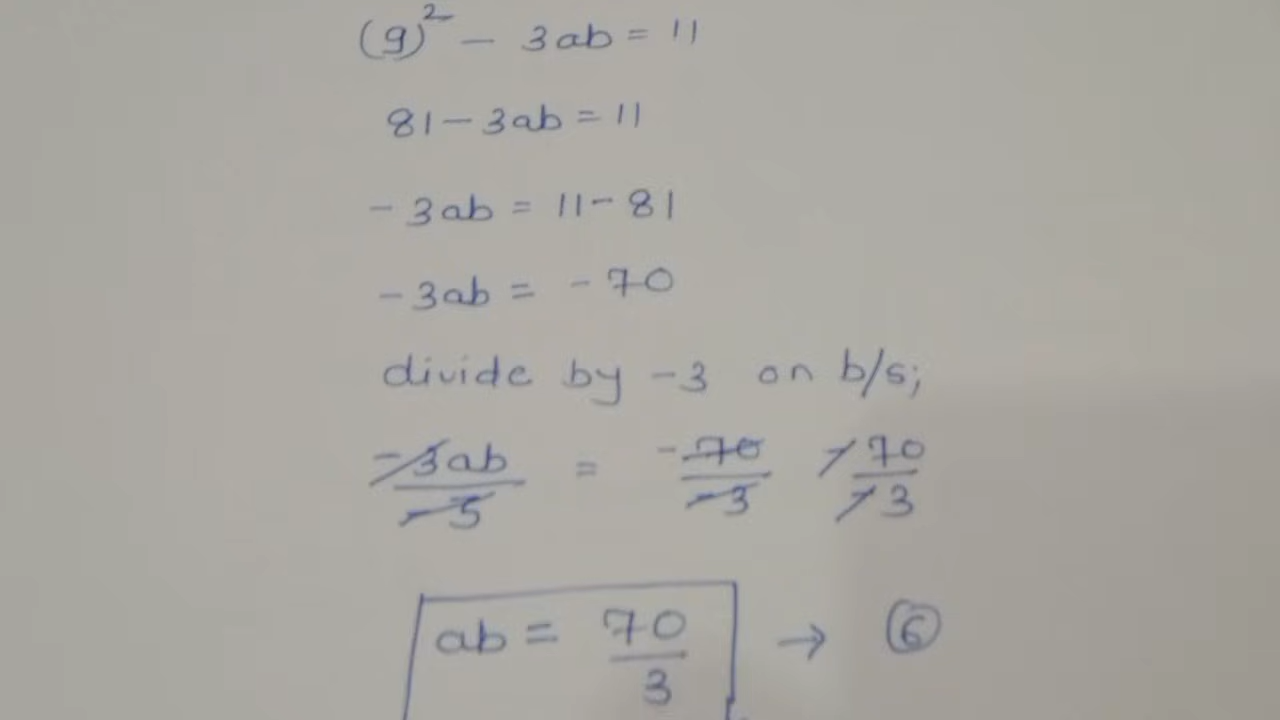 (9)² - 3ab = 11
81 - 3ab = 11
- 3ab = 11 - 81
- 3ab = - 70
divide by -3 on b/s;
-3ab/-3 = -70/-3 -70/-3
ab = 70/3 → ⑥